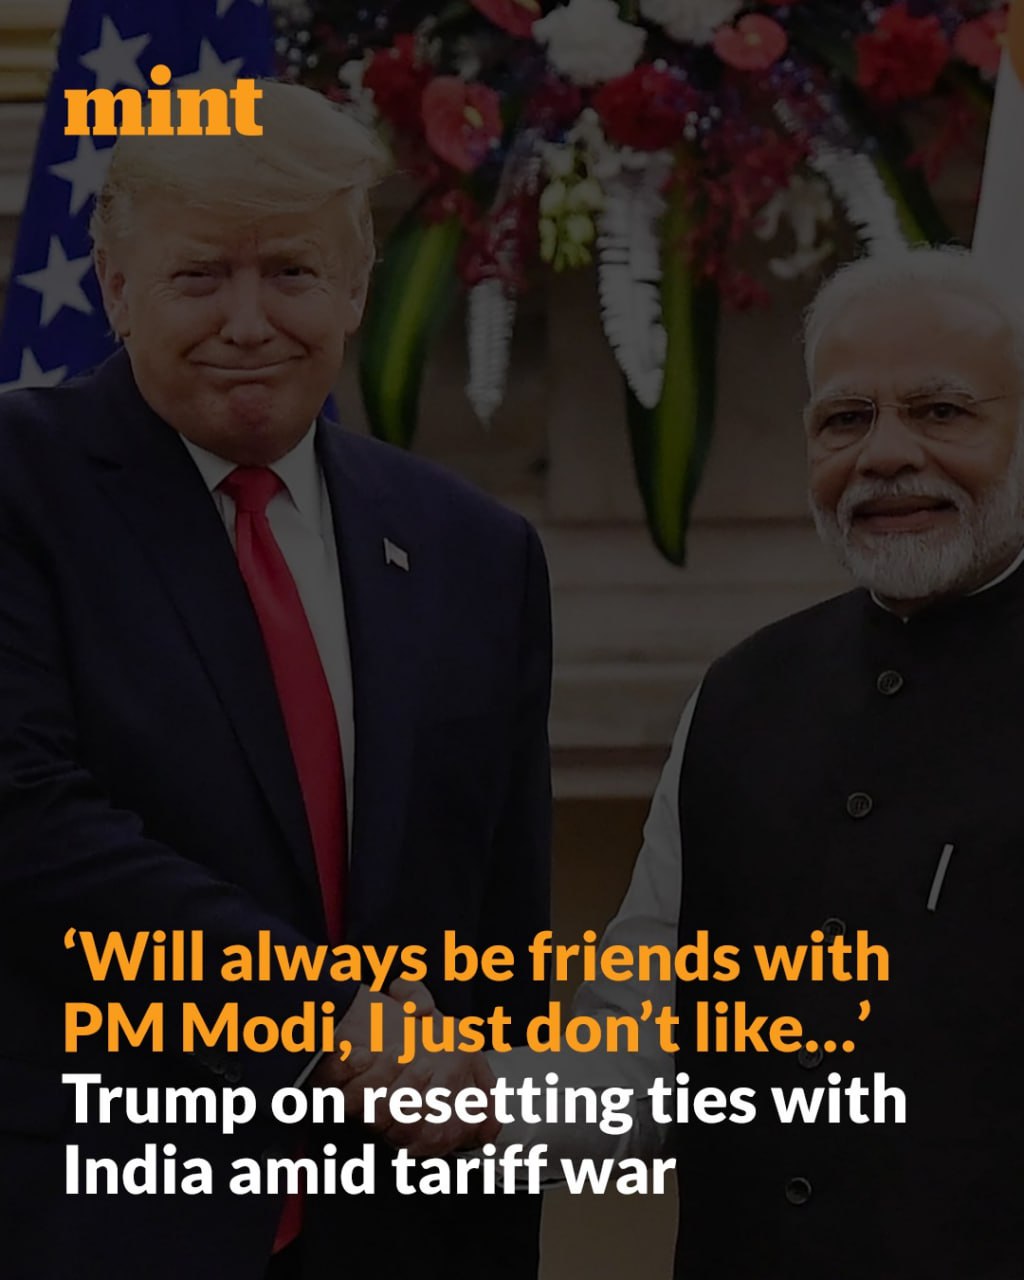 mint
‘Will always be friends with
PM Modi, I just don’t like...’
Trump on resetting ties with
India amid tariff war